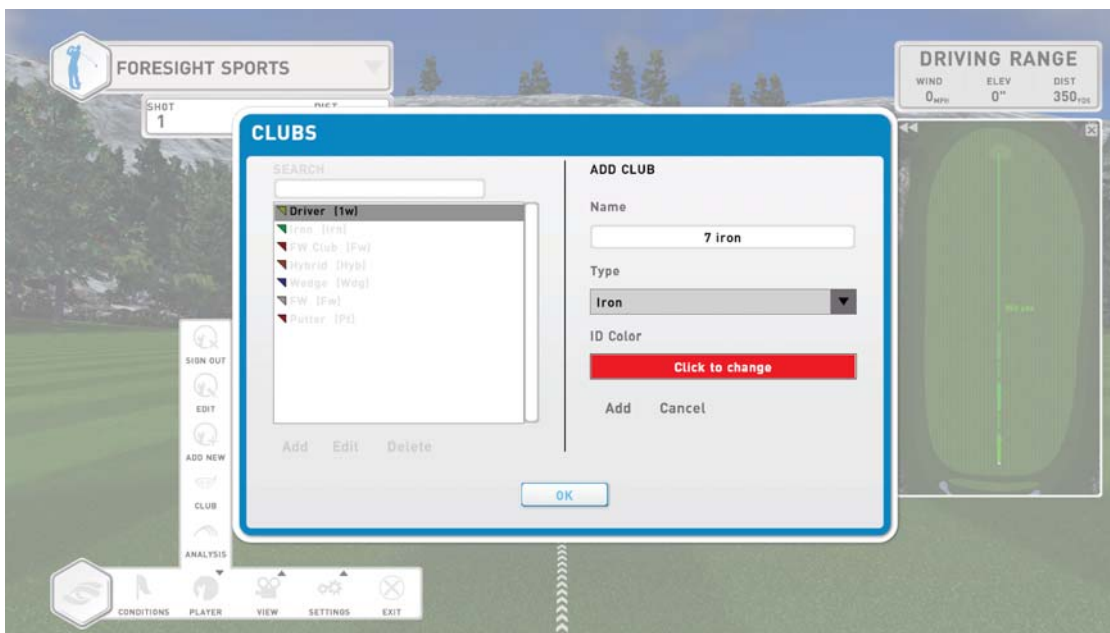 FORESIGHT SPORTS
SHOT
1
DRIVING RANGE
WIND ELEV DIST
0MPH 0" 350YDS
CLUBS
SEARCH
Driver (1w)
Iron (Irn)
FW Club (Fw)
Hybrid (Hyb)
Wedge (Wdg)
FW (Fw)
Putter (Pt)
Add Edit Delete
ADD CLUB
Name
7 iron
Type
Iron
ID Color
Click to change
Add Cancel
OK
SIGN OUT
EDIT
ADD NEW
CLUB
ANALYSIS
CONDITIONS PLAYER VIEW SETTINGS EXIT